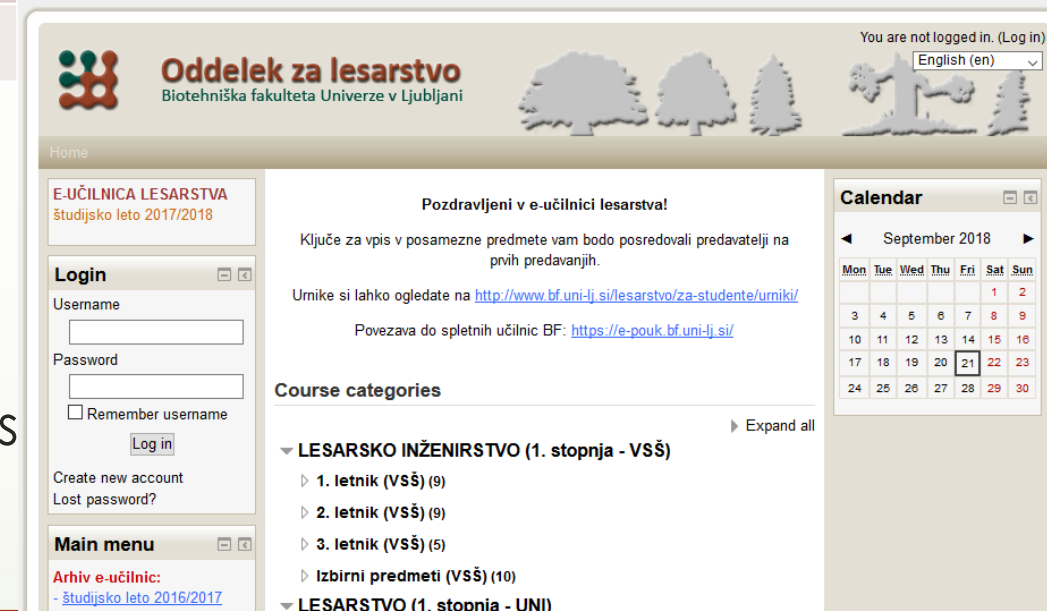 You are not logged in. (Log in)
English (en)
Oddelek za lesarstvo
Biotehniška fakulteta Univerze v Ljubljani
Home
E-UČILNICA LESARSTVA
študijsko leto 2017/2018
Login
Username
Password
Remember username
Log in
Create new account
Lost password?
Main menu
Arhiv e-učilnic:
- študijsko leto 2016/2017
S
Pozdravljeni v e-učilnici lesarstva!
Ključe za vpis v posamezne predmete vam bodo posredovali predavatelji na
prvih predavanjih.
Urnike si lahko ogledate na http://www.bf.uni-lj.si/lesarstvo/za-studente/urniki/
Povezava do spletnih učilnic BF: https://e-pouk.bf.uni-lj.si/
Course categories
Expand all
LESARSKO INŽENIRSTVO (1. stopnja - VSŠ)
1. letnik (VSŠ) (9)
2. letnik (VSŠ) (9)
3. letnik (VSŠ) (5)
Izbirni predmeti (VSŠ) (10)
LESARSTVO (1. stopnja - UNI)
Calendar
◄ September 2018 ►
Mon Tue Wed Thu Fri Sat Sun
1 2
3 4 5 6 7 8 9
10 11 12 13 14 15 16
17 18 19 20 21 22 23
24 25 26 27 28 29 30